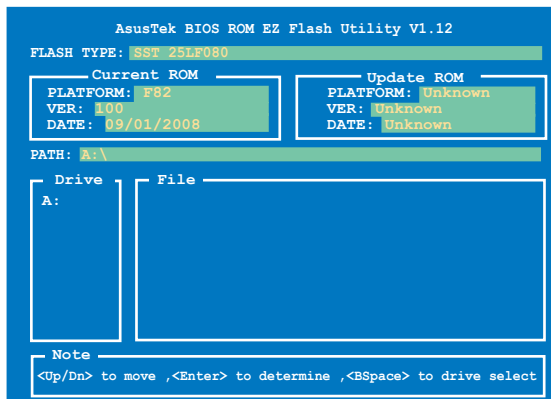 AsusTek BIOS ROM EZ Flash Utility V1.12
FLASH TYPE: SST 25LF080
Current ROM
PLATFORM: F82
VER: 100
DATE: 09/01/2008
Update ROM
PLATFORM: Unknown
VER: Unknown
DATE: Unknown
PATH: A:\
Drive
A:
File
Note
<Up/Dn> to move ,<Enter> to determine ,<BSpace> to drive select